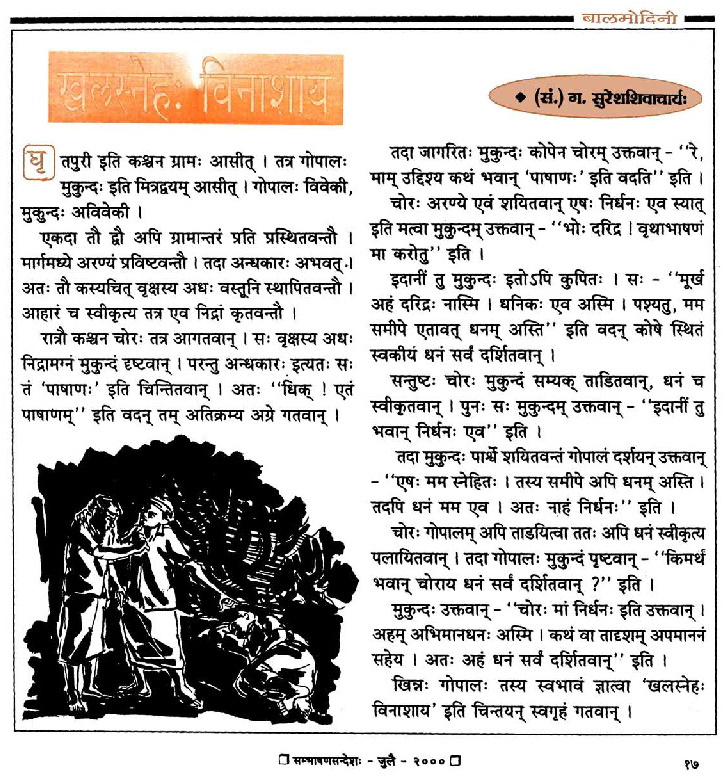 बालमोदिनी
खलस्नेहः विनाशाय
♦ (सं.) ग. सुरेशशिवाचार्यः
धृतपुरी इति कश्चन ग्रामः आसीत् । तत्र गोपालः
मुकुन्दः इति मित्रद्वयम् आसीत् । गोपालः विवेकी,
मुकुन्दः अविवेकी ।
एकदा तौ द्वौ अपि ग्रामान्तरं प्रति प्रस्थितवन्तौ ।
मार्गमध्ये अरण्यं प्रविष्टवन्तौ । तदा अन्धकारः अभवत् ।
अतः तौ कस्यचित् वृक्षस्य अधः वस्तूनि स्थापितवन्तौ ।
आहारं च स्वीकृत्य तत्र एव निद्रां कृतवन्तौ ।
रात्रौ कश्चन चोरः तत्र आगतवान् । सः वृक्षस्य अधः
निद्रामग्नं मुकुन्दं दृष्टवान् । परन्तु अन्धकारः इत्यतः सः
तं ‘पाषाणः’ इति चिन्तितवान् । अतः ‘‘धिक् ! एतं
पाषाणम्’’ इति वदन् तम् अतिक्रम्य अग्रे गतवान् ।
तदा जागरितः मुकुन्दः कोपेन चोरम् उक्तवान् - ‘‘रे,
माम् उद्दिश्य कथं भवान् ‘पाषाणः’ इति वदति’’ इति ।
चोरः अरण्ये एवं शयितवान् एषः निर्धनः एव स्यात्
इति मत्वा मुकुन्दम् उक्तवान् - ‘‘भोः दरिद्र ! वृथाभाषणं
मा करोतु’’ इति ।
इदानीं तु मुकुन्दः इतोऽपि कुपितः । सः - ‘‘मूर्ख
अहं दरिद्रः नास्मि । धनिकः एव अस्मि । पश्यतु, मम
समीपे एतावत् धनम् अस्ति’’ इति वदन् कोषे स्थितं
स्वकीयं धनं सर्वं दर्शितवान् ।
सन्तुष्टः चोरः मुकुन्दं सम्यक् ताडितवान्, धनं च
स्वीकृतवान् । पुनः सः मुकुन्दम् उक्तवान् - ‘‘इदानीं तु
भवान् निर्धनः एव’’ इति ।
तदा मुकुन्दः पार्श्वे शयितवन्तं गोपालं दर्शयन् उक्तवान्
- ‘‘एषः मम स्नेहितः । तस्य समीपे अपि धनम् अस्ति ।
तदपि धनं मम एव । अतः नाहं निर्धनः’’ इति ।
चोरः गोपालम् अपि ताडयित्वा ततः अपि धनं स्वीकृत्य
पलायितवान् । तदा गोपालः मुकुन्दं पृष्टवान् - ‘‘किमर्थं
भवान् चोराय धनं सर्वं दर्शितवान् ?’’ इति ।
मुकुन्दः उक्तवान् - ‘‘चोरः मां निर्धनः इति उक्तवान् ।
अहम् अभिमानधनः अस्मि । कथं वा तादृशम् अपमाननं
सहेय । अतः अहं धनं सर्वं दर्शितवान्’’ इति ।
खिन्नः गोपालः तस्य स्वभावं ज्ञात्वा ‘खलस्नेहः
विनाशाय’ इति चिन्तयन् स्वगृहं गतवान् ।
❐ सम्भाषणसन्देशः - जुलै - २००० ❐
१७